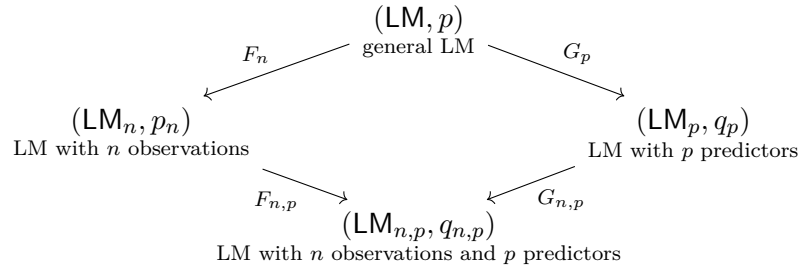 (LM, p)
general LM
F_n
G_p
(LM_n, p_n)
LM with n observations
(LM_p, q_p)
LM with p predictors
F_{n,p}
G_{n,p}
(LM_{n,p}, q_{n,p})
LM with n observations and p predictors